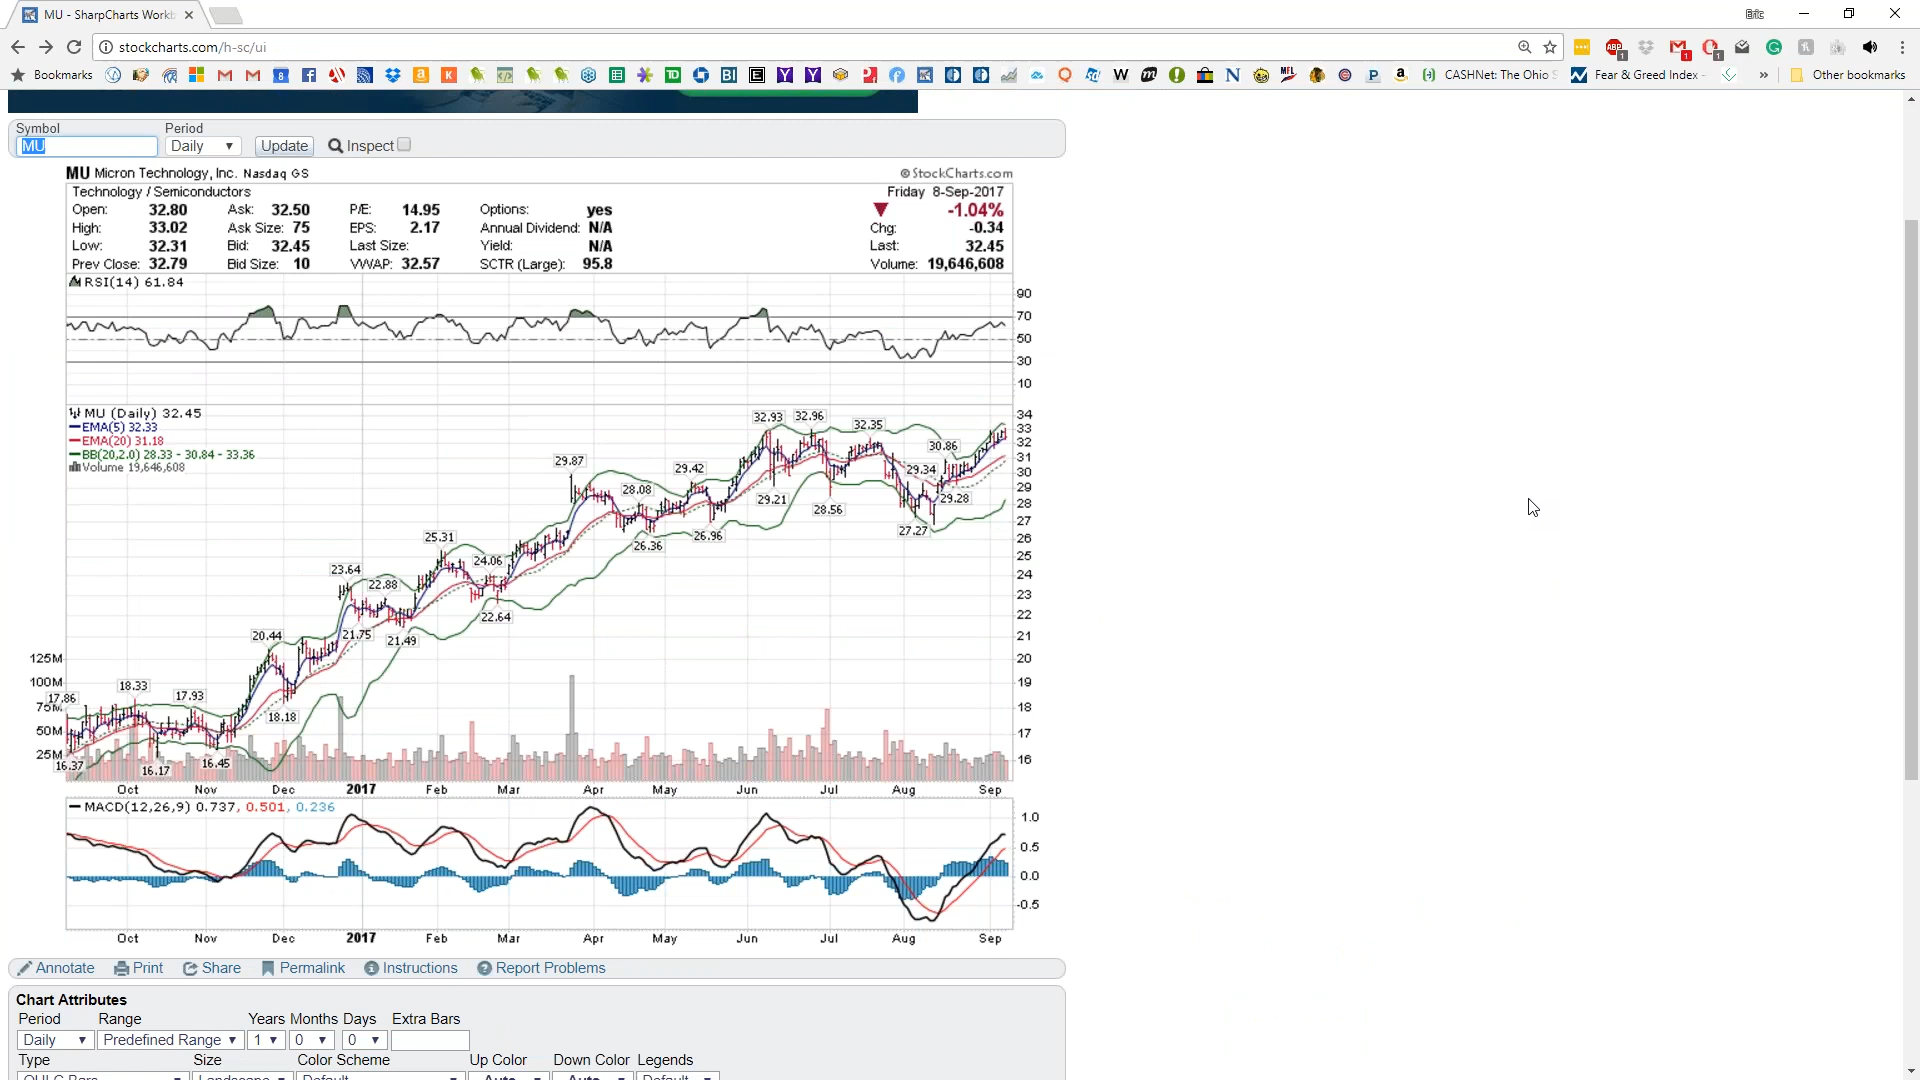 MU - SharpCharts Workb
Eric
stockcharts.com/h-sc/ui
Bookmarks
CASHNet: The Ohio S
Fear & Greed Index -
Other bookmarks
Symbol Period
MU Daily Update Inspect
MU Micron Technology, Inc. Nasdaq GS ©StockCharts.com
Technology / Semiconductors Friday 8-Sep-2017
Open: 32.80 Ask: 32.50 P/E: 14.95 Options: yes -1.04%
High: 33.02 Ask Size: 75 EPS: 2.17 Annual Dividend: N/A Chg: -0.34
Low: 32.31 Bid: 32.45 Last Size: Yield: N/A Last: 32.45
Prev Close: 32.79 Bid Size: 10 VWAP: 32.57 SCTR (Large): 95.8 Volume: 19,646,608
RSI(14) 61.84
90
70
50
30
10
MU (Daily) 32.45
EMA(5) 32.33
EMA(20) 31.18
BB(20,2.0) 28.33 - 30.84 - 33.36
Volume 19,646,608
34
33
32
31
30
29
28
27
26
25
24
23
22
21
20
19
18
17
16
125M
100M
75M
50M
25M
32.93 32.96
32.35
30.86
29.87
29.42
29.34
28.08
29.21
29.28
28.56
27.27
26.36
26.96
25.31
24.06
23.64
22.88
22.64
21.75
21.49
20.44
18.33
17.93
17.86
18.18
16.37
16.17
16.45
Oct Nov Dec 2017 Feb Mar Apr May Jun Jul Aug Sep
MACD(12,26,9) 0.737, 0.501, 0.236
1.0
0.5
0.0
-0.5
Oct Nov Dec 2017 Feb Mar Apr May Jun Jul Aug Sep
Annotate Print Share Permalink Instructions Report Problems
Chart Attributes
Period Range Years Months Days Extra Bars
Daily Predefined Range 1 0 0
Type Size Color Scheme Up Color Down Color Legends
OHLC Bars Landscape Default Auto Auto Default